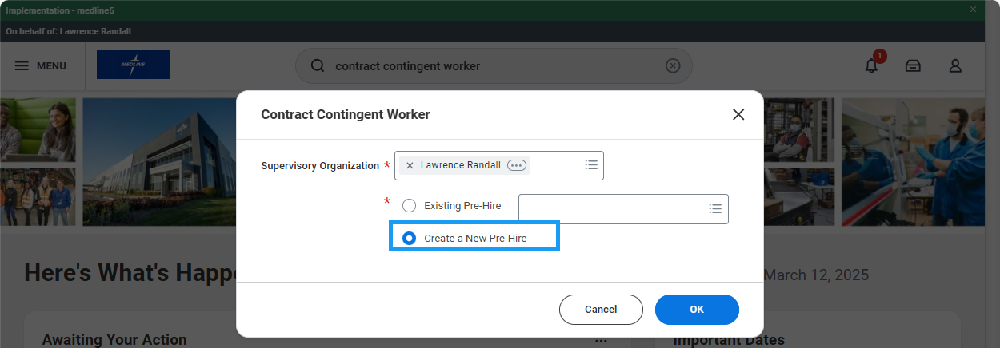 Implementation - medline5
On behalf of: Lawrence Randall
MENU
MEDLINE
contract contingent worker
1
Contract Contingent Worker
Supervisory Organization *
Lawrence Randall
* Existing Pre-Hire
Create a New Pre-Hire
Here's What's Happe
March 12, 2025
Cancel
OK
Awaiting Your Action
Important Dates